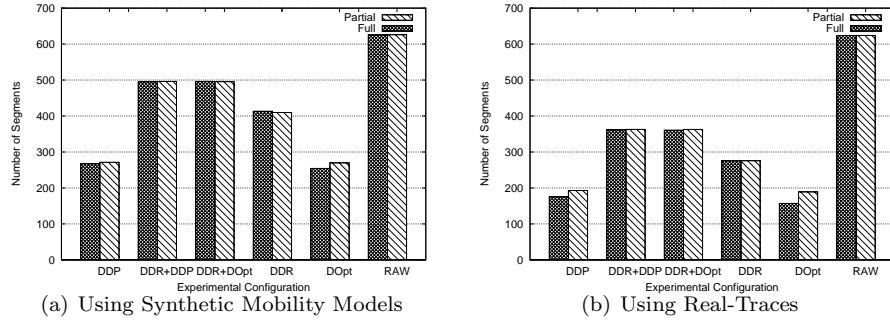 700
600
500
400
300
200
100
0
Number of Segments
Partial
Full
DDP DDR+DDP DDR+DOpt DDR DOpt RAW
Experimental Configuration
(a) Using Synthetic Mobility Models
700
600
500
400
300
200
100
0
Number of Segments
Partial
Full
DDP DDR+DDP DDR+DOpt DDR DOpt RAW
Experimental Configuration
(b) Using Real-Traces